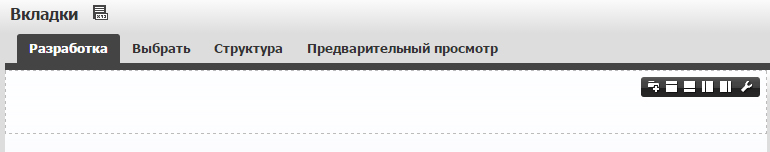 Вкладки
Разработка Выбрать Структура Предварительный просмотр